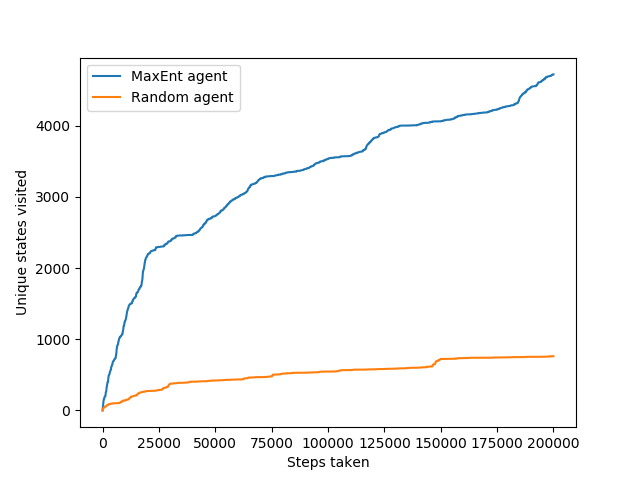 MaxEnt agent
Random agent
Unique states visited
4000
3000
2000
1000
0
0 25000 50000 75000 100000 125000 150000 175000 200000
Steps taken